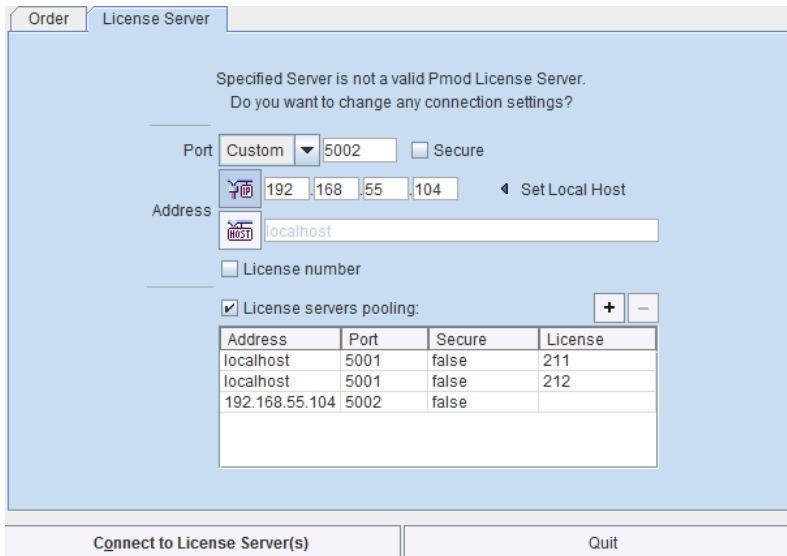 Order License Server
Specified Server is not a valid Pmod License Server.
Do you want to change any connection settings?
Port Custom 5002 Secure
IP 192 .168 .55 .104 Set Local Host
Address
HOST localhost
License number
License servers pooling: + –
Address Port Secure License
localhost 5001 false 211
localhost 5001 false 212
192.168.55.104 5002 false
Connect to License Server(s) Quit